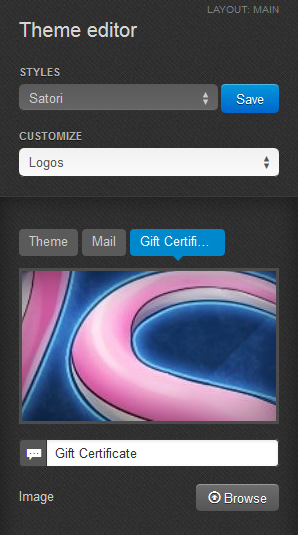 LAYOUT: MAIN
Theme editor
STYLES
Satori
Save
CUSTOMIZE
Logos
Theme Mail Gift Certifi...
Gift Certificate
Image
Browse